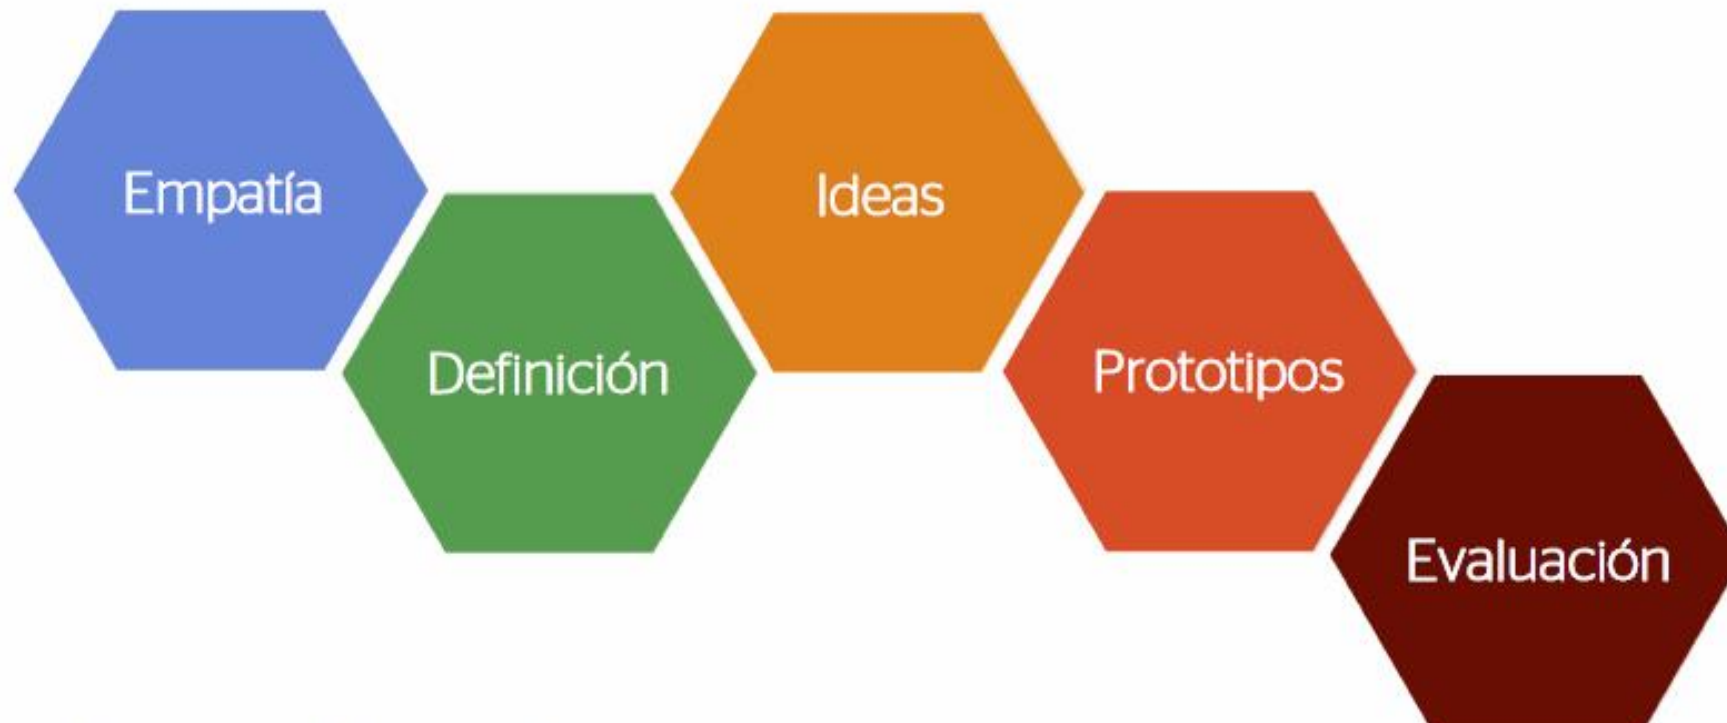 Empatía
Definición
Ideas
Prototipos
Evaluación